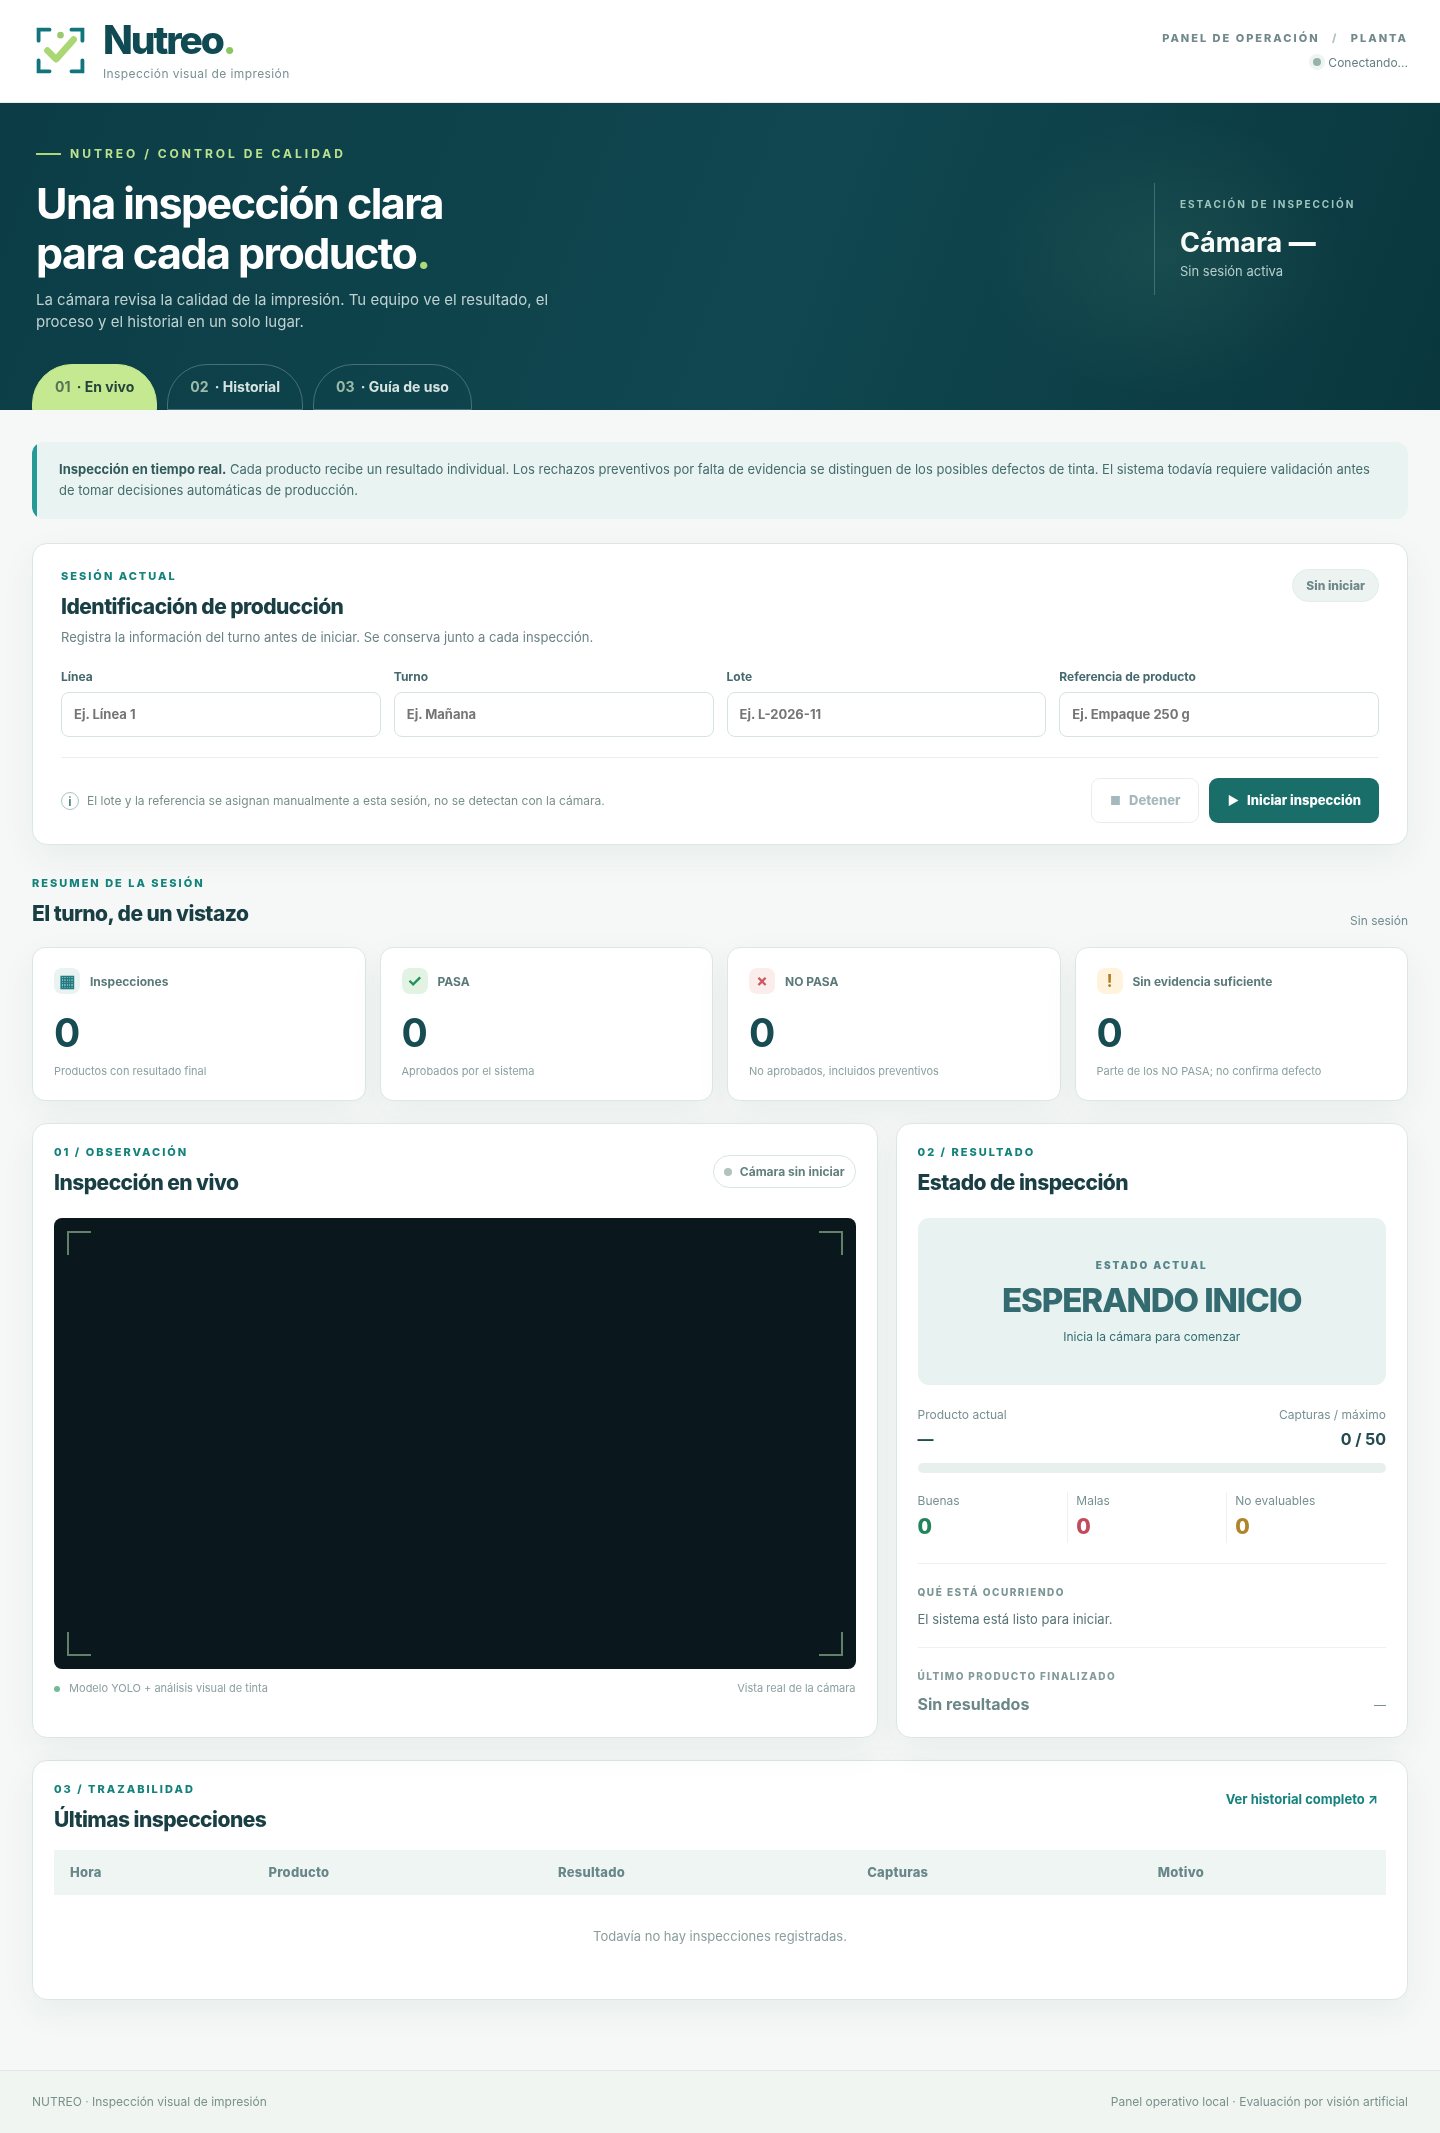 Nutreo.
Inspección visual de impresión
PANEL DE OPERACIÓN / PLANTA
Conectando...
NUTREO / CONTROL DE CALIDAD
Una inspección clara
para cada producto.
La cámara revisa la calidad de la impresión. Tu equipo ve el resultado, el
proceso y el historial en un solo lugar.
ESTACIÓN DE INSPECCIÓN
Cámara —
Sin sesión activa
01 · En vivo
02 · Historial
03 · Guía de uso
Inspección en tiempo real. Cada producto recibe un resultado individual. Los rechazos preventivos por falta de evidencia se distinguen de los posibles defectos de tinta. El sistema todavía requiere validación antes
de tomar decisiones automáticas de producción.
SESIÓN ACTUAL
Identificación de producción
Sin iniciar
Registra la información del turno antes de iniciar. Se conserva junto a cada inspección.
Línea
Turno
Lote
Referencia de producto
Ej. Línea 1
Ej. Mañana
Ej. L-2026-11
Ej. Empaque 250 g
i El lote y la referencia se asignan manualmente a esta sesión, no se detectan con la cámara.
■ Detener
▶ Iniciar inspección
RESUMEN DE LA SESIÓN
El turno, de un vistazo
Sin sesión
▦ Inspecciones
0
Productos con resultado final
✓ PASA
0
Aprobados por el sistema
× NO PASA
0
No aprobados, incluidos preventivos
! Sin evidencia suficiente
0
Parte de los NO PASA; no confirma defecto
01 / OBSERVACIÓN
Inspección en vivo
Cámara sin iniciar
Modelo YOLO + análisis visual de tinta
Vista real de la cámara
02 / RESULTADO
Estado de inspección
ESTADO ACTUAL
ESPERANDO INICIO
Inicia la cámara para comenzar
Producto actual
Capturas / máximo
—
0 / 50
Buenas
Malas
No evaluables
0
0
0
QUÉ ESTÁ OCURRIENDO
El sistema está listo para iniciar.
ÚLTIMO PRODUCTO FINALIZADO
Sin resultados
—
03 / TRAZABILIDAD
Últimas inspecciones
Ver historial completo ↗
Hora
Producto
Resultado
Capturas
Motivo
Todavía no hay inspecciones registradas.
NUTREO · Inspección visual de impresión
Panel operativo local · Evaluación por visión artificial